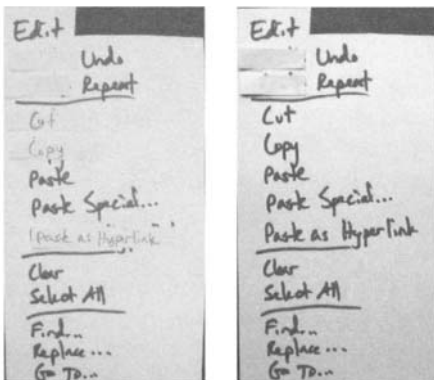 Edit
Undo
Repeat
Cut
Copy
Paste
Paste Special...
Paste as Hyperlink
Clear
Select All
Find...
Replace...
Go To...
Edit
Undo
Repeat
Cut
Copy
Paste
Paste Special...
Paste as Hyperlink
Clear
Select All
Find...
Replace...
Go To...